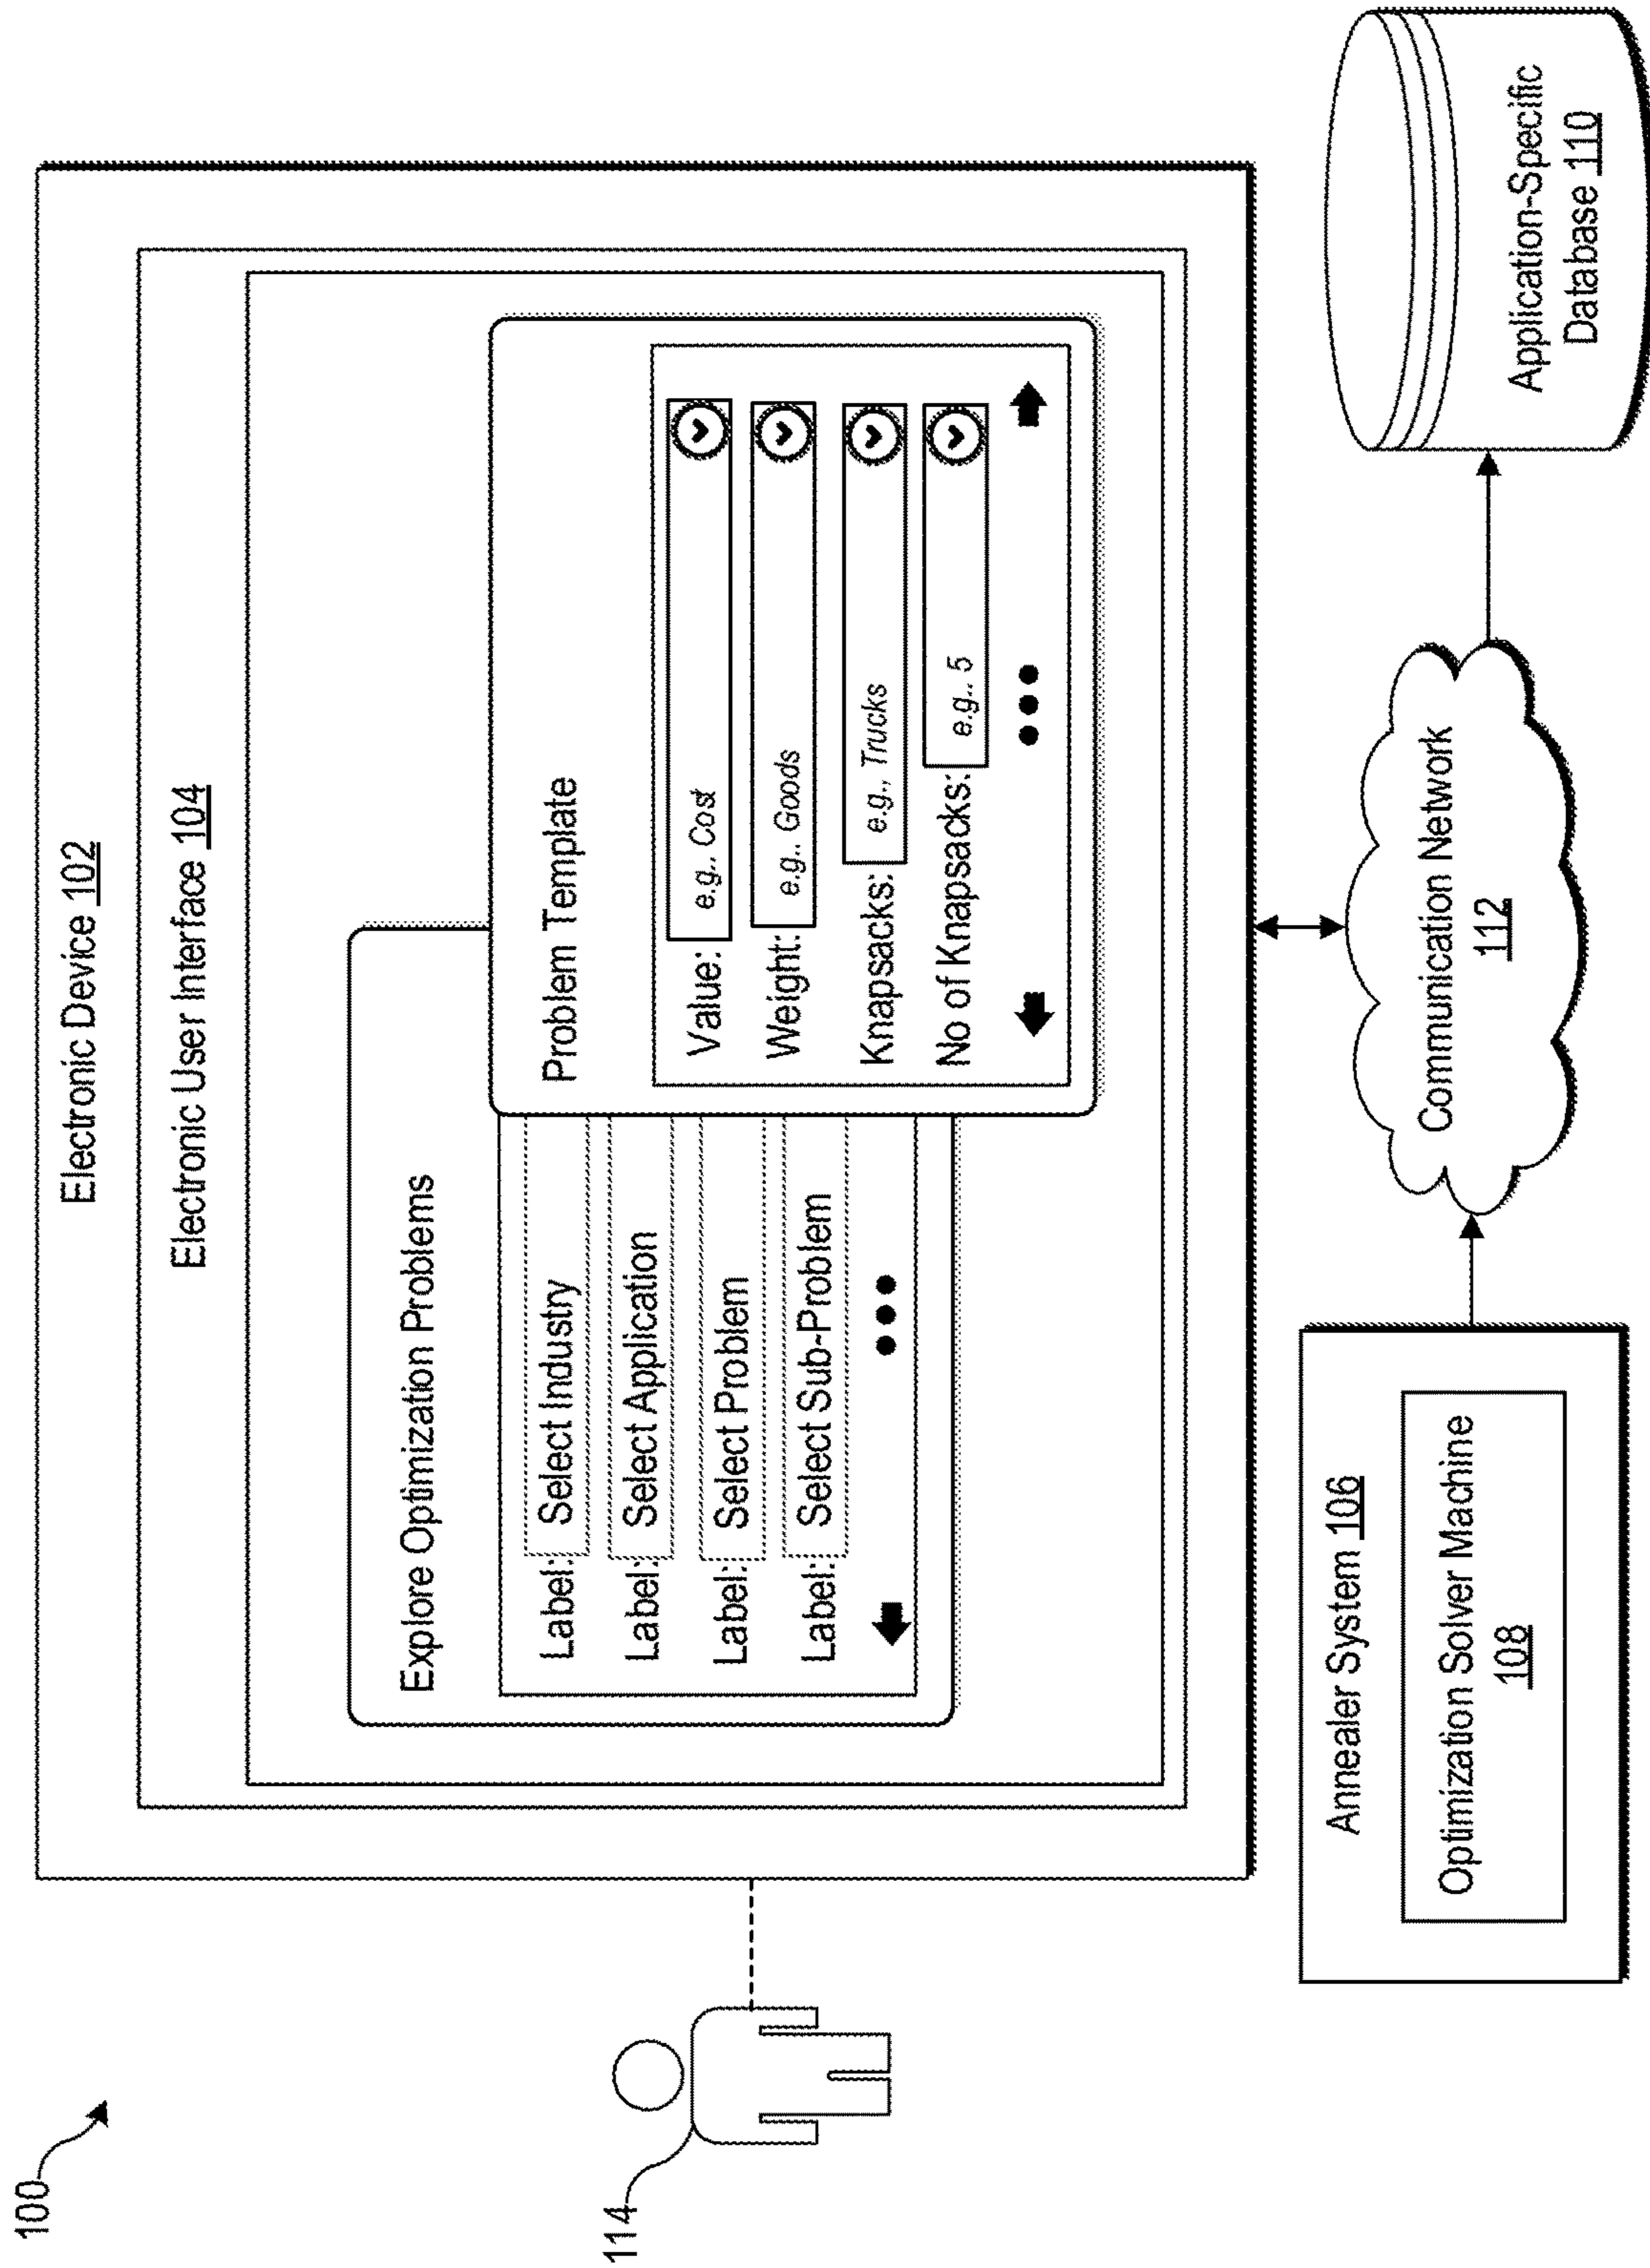 100
Electronic Device 102
Electronic User Interface 104
Explore Optimization Problems
Label: Select Industry
Label: Select Application
Label: Select Problem
Label: Select Sub-Problem
Problem Template
Value: e.g.. Cost
Weight: e.g.. Goods
Knapsacks: e.g., Trucks
No of Knapsacks: e.g.. 5
114
Annealer System 106
Optimization Solver Machine
108
Communication Network
112
Application-Specific
Database 110